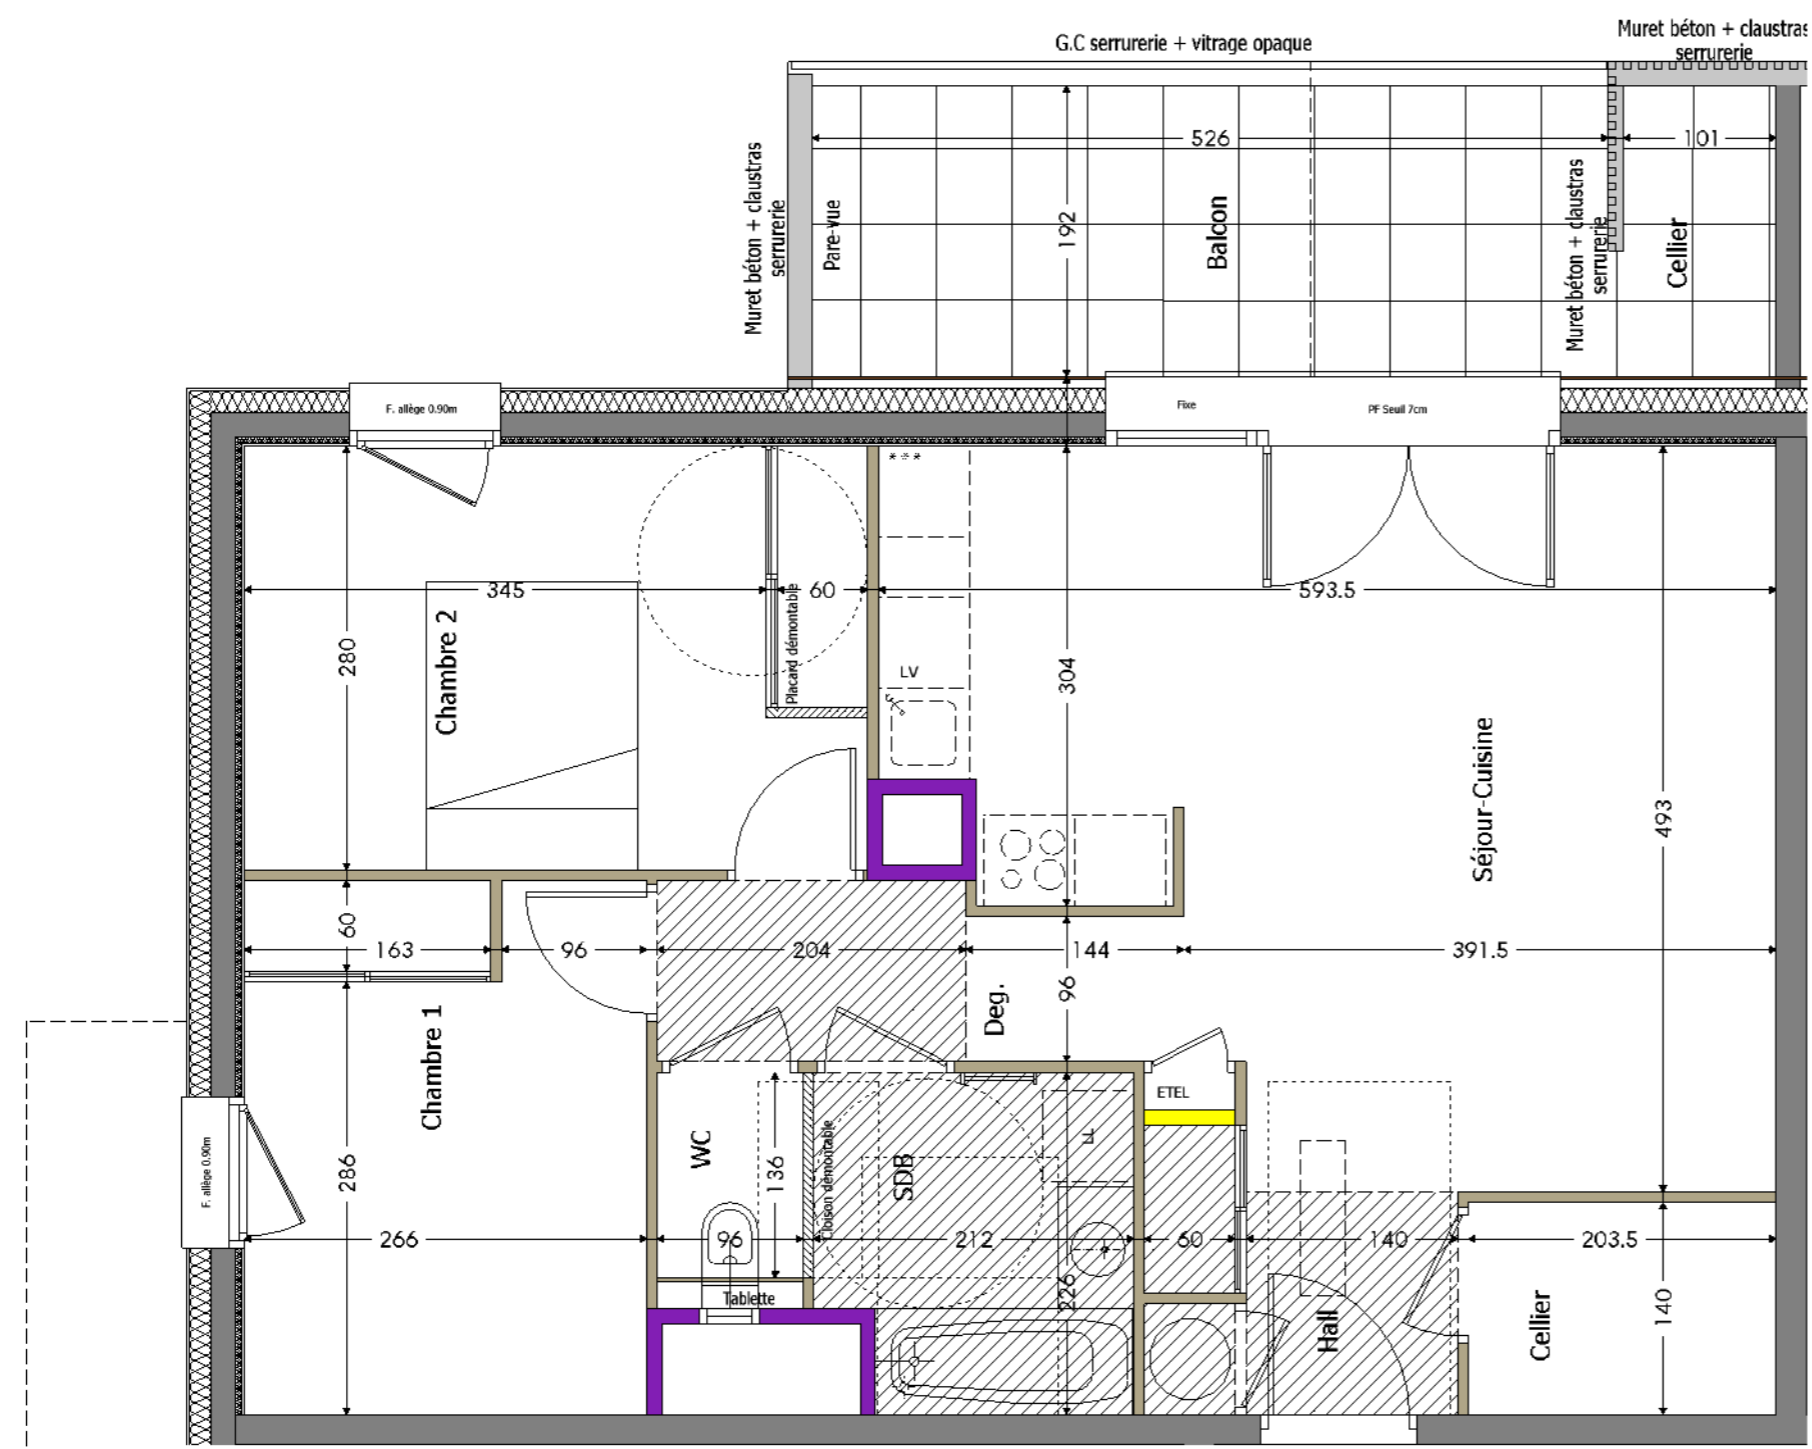 G.C serrurerie + vitrage opaque
Muret béton + claustras
serrurerie
526
101
Muret béton + claustras
serrurerie
Pare-vue
192
Balcon
Muret béton + claustras
serrurerie
Cellier
F. allège 0.90m
Fixe
PF Seuil 7cm
***
345
60
593.5
Placard démontable
280
Chambre 2
LV
304
Séjour-Cuisine
493
60
163
96
204
144
391.5
96
Deg.
Chambre 1
ETEL
F. allège 0.90m
286
WC
136
Cloison démontable
SDB
LL
266
96
212
60
140
203.5
226
Tablette
Hall
Cellier
140